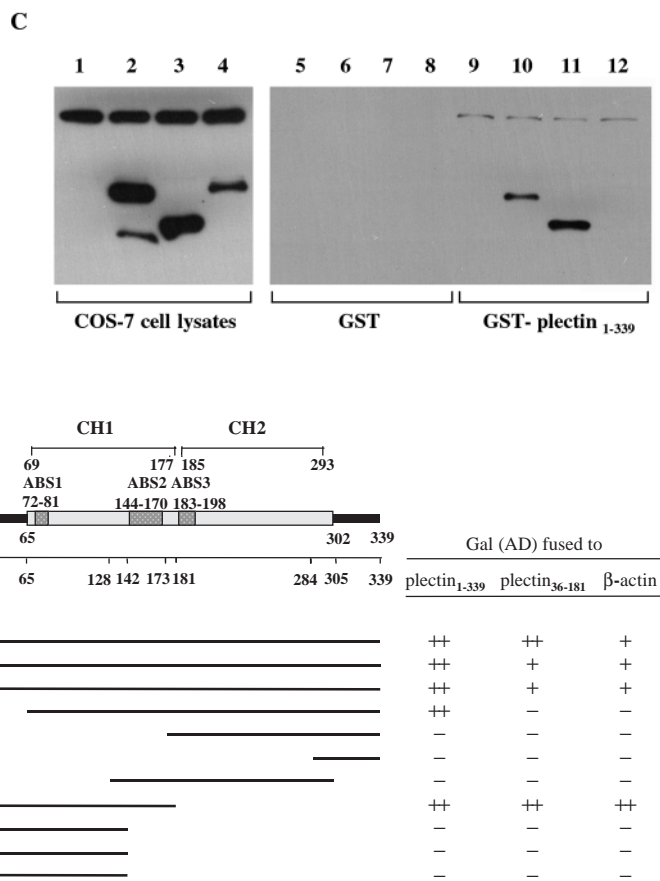 C
1 2 3 4 5 6 7 8 9 10 11 12
COS-7 cell lysates GST GST- plectin 1-339
CH1 CH2
69 177 185 293
ABS1 ABS2 ABS3
72-81 144-170 183-198
65 302 339
Gal (AD) fused to
65 128 142 173 181 284 305 339
plectin1-339 plectin36-181 β-actin
++ ++ +
++ + +
++ + +
++ − −
− − −
− − −
− − −
++ ++ ++
− − −
− − −
− − −